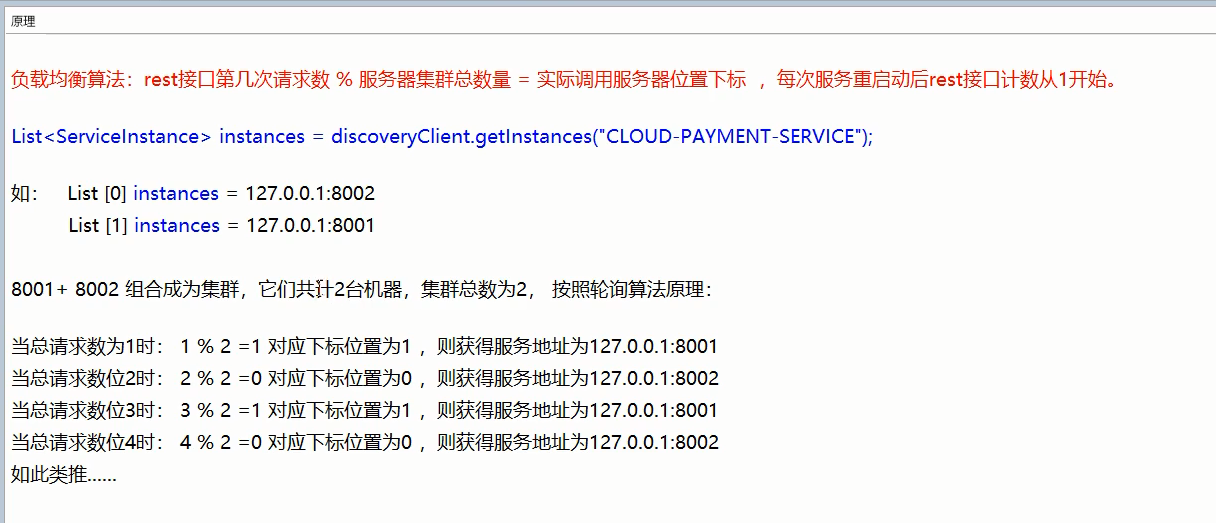 原理
负载均衡算法：rest接口第几次请求数 % 服务器集群总数量 = 实际调用服务器位置下标 ，每次服务重启动后rest接口计数从1开始。
List<ServiceInstance> instances = discoveryClient.getInstances("CLOUD-PAYMENT-SERVICE");
如： List [0] instances = 127.0.0.1:8002
List [1] instances = 127.0.0.1:8001
8001+ 8002 组合成为集群，它们共计2台机器，集群总数为2， 按照轮询算法原理：
当总请求数为1时： 1 % 2 =1 对应下标位置为1 ，则获得服务地址为127.0.0.1:8001
当总请求数位2时： 2 % 2 =0 对应下标位置为0 ，则获得服务地址为127.0.0.1:8002
当总请求数位3时： 3 % 2 =1 对应下标位置为1 ，则获得服务地址为127.0.0.1:8001
当总请求数位4时： 4 % 2 =0 对应下标位置为0 ，则获得服务地址为127.0.0.1:8002
如此类推......